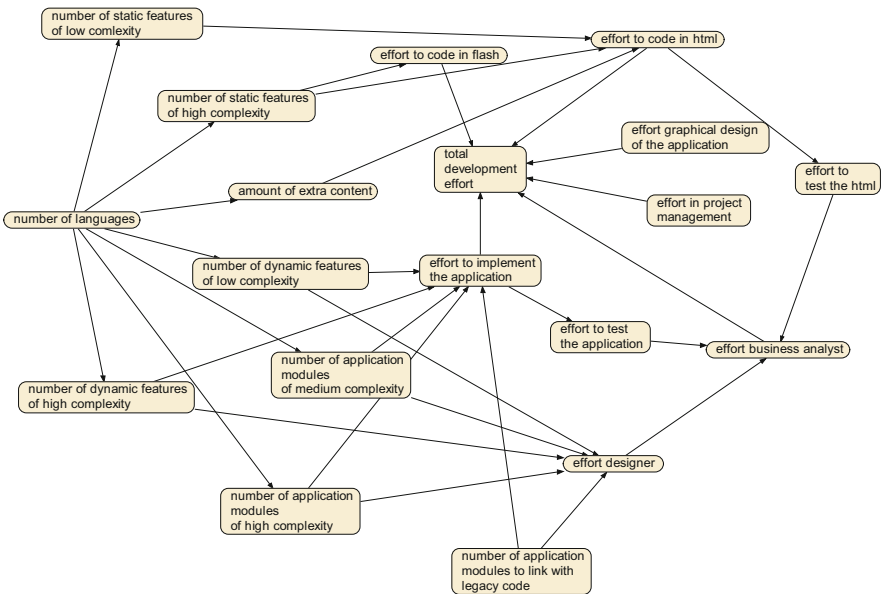 number of static features
of low comlexity
effort to code in html
effort to code in flash
number of static features
of high complexity
effort graphical design
of the application
total
development
effort
effort to
test the html
amount of extra content
effort in project
management
number of languages
number of dynamic features
of low complexity
effort to implement
the application
effort to test
the application
effort business analyst
number of application
modules
of medium complexity
number of dynamic features
of high complexity
effort designer
number of application
modules
of high complexity
number of application
modules to link with
legacy code